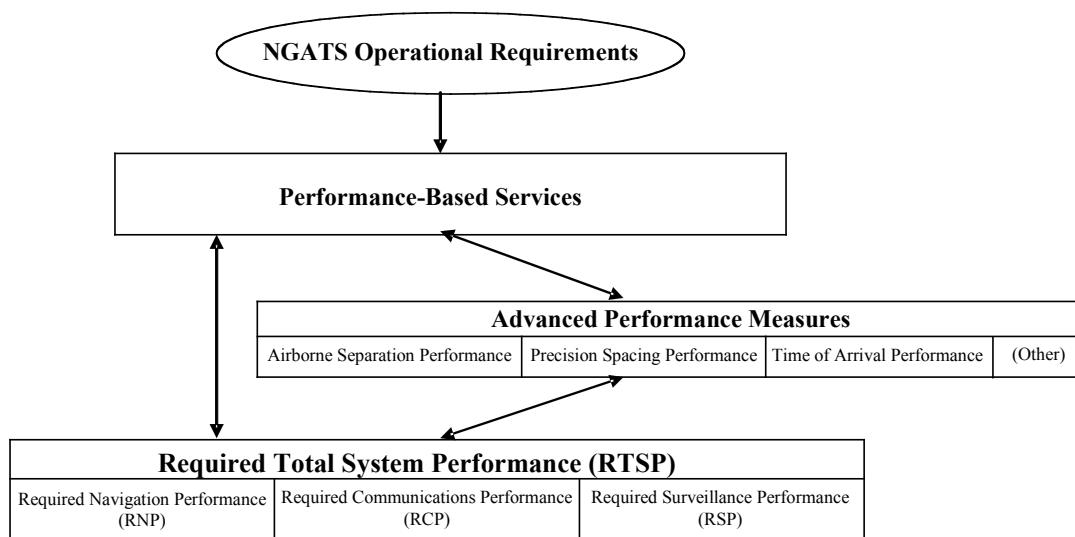 NGATS Operational Requirements
Performance-Based Services
Advanced Performance Measures
Airborne Separation Performance
Precision Spacing Performance
Time of Arrival Performance
(Other)
Required Total System Performance (RTSP)
Required Navigation Performance
(RNP)
Required Communications Performance
(RCP)
Required Surveillance Performance
(RSP)